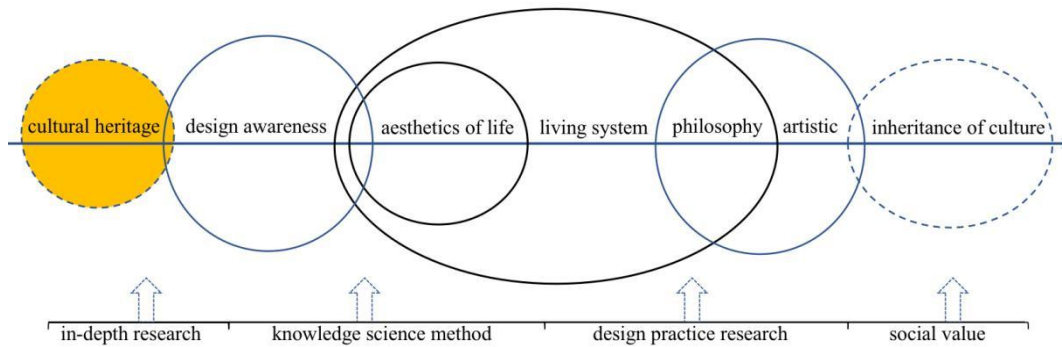 cultural heritage design awareness aesthetics of life living system philosophy artistic inheritance of culture
in-depth research knowledge science method design practice research social value